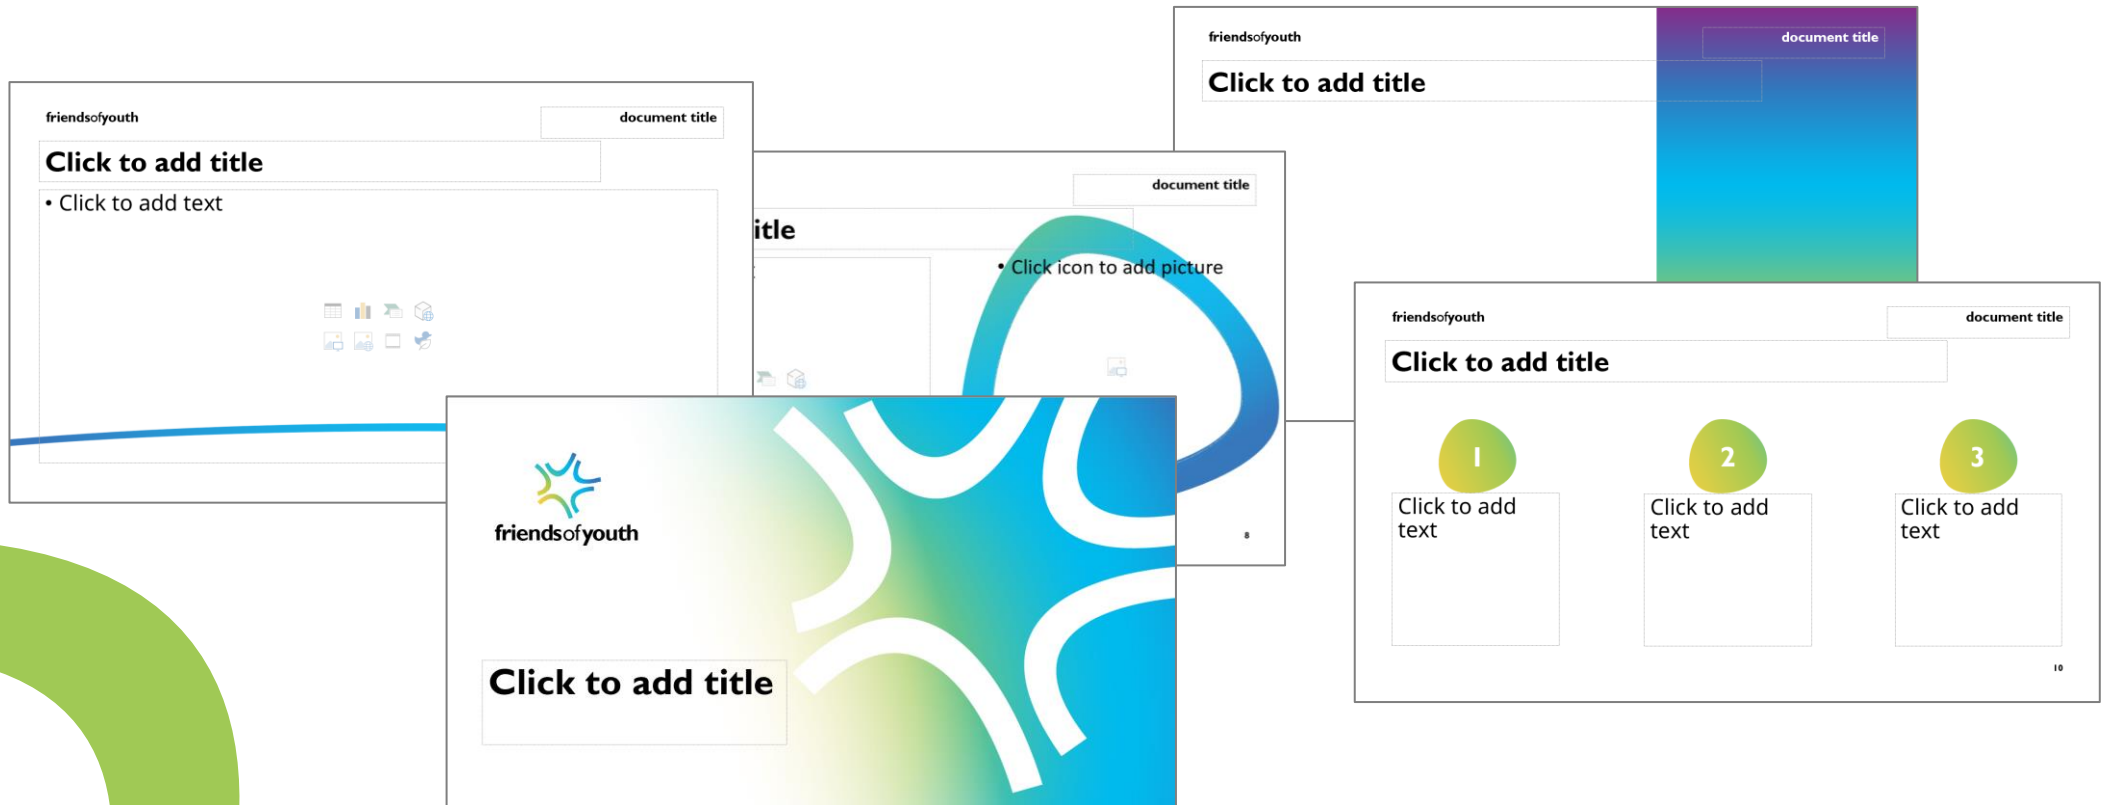 friendsofyouth
document title
Click to add title
• Click to add text
document title
itle
• Click icon to add picture
8
friendsofyouth
document title
Click to add title
friendsofyouth
Click to add title
friendsofyouth
document title
Click to add title
1
2
3
Click to add
text
Click to add
text
Click to add
text
10